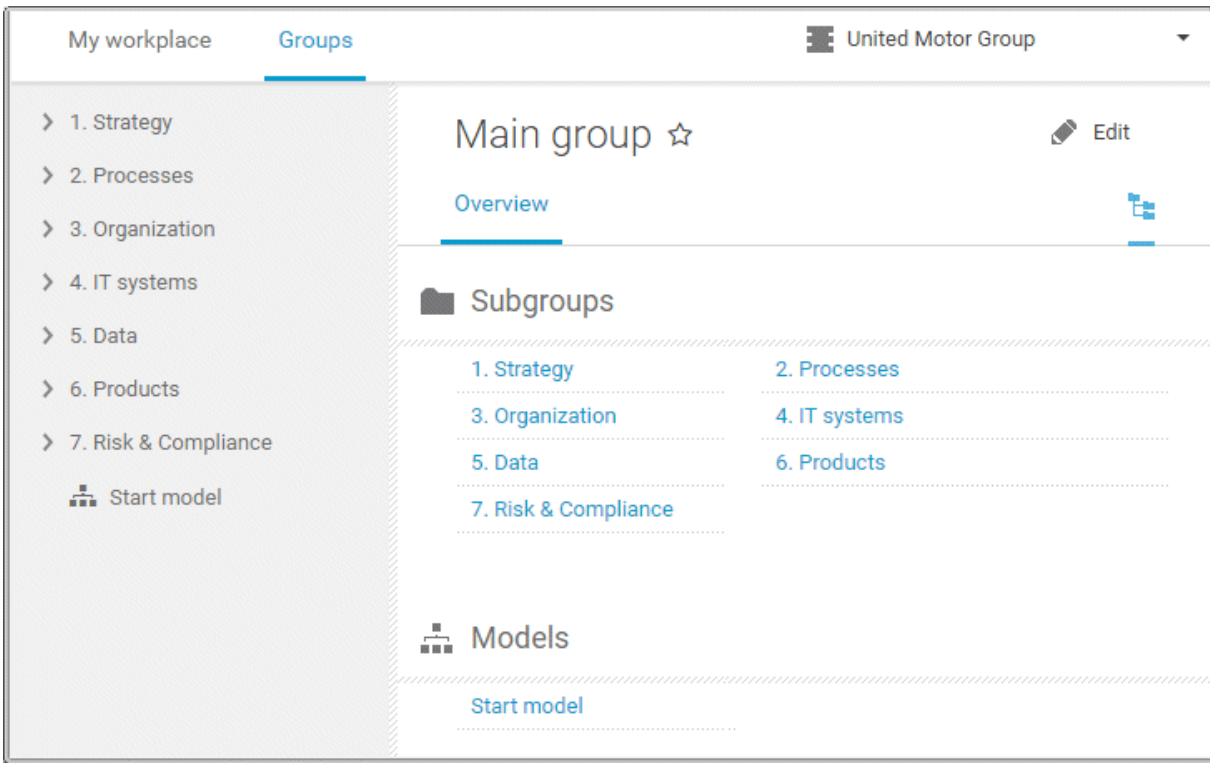 My workplace Groups United Motor Group
1. Strategy
2. Processes
3. Organization
4. IT systems
5. Data
6. Products
7. Risk & Compliance
Start model
Main group Edit
Overview
Subgroups
1. Strategy 2. Processes
3. Organization 4. IT systems
5. Data 6. Products
7. Risk & Compliance
Models
Start model